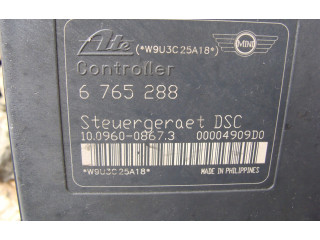 Ate (*W9U3C25A18*) MINI
Controller
6 765 288
Steuergeraet DSC
10.0960-0867.3 00004909D0
*W9U3C25A18* MADE IN PHILIPPINES